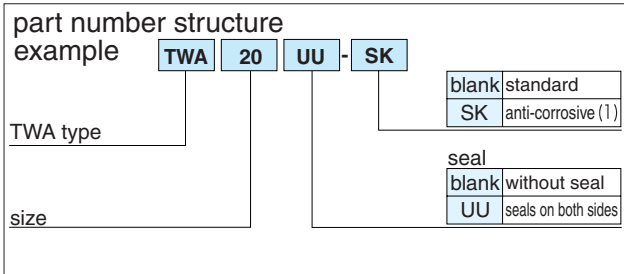 part number structure
example
TWA 20 UU - SK
blank standard
SK anti-corrosive (1)
TWA type
seal
blank without seal
UU seals on both sides
size